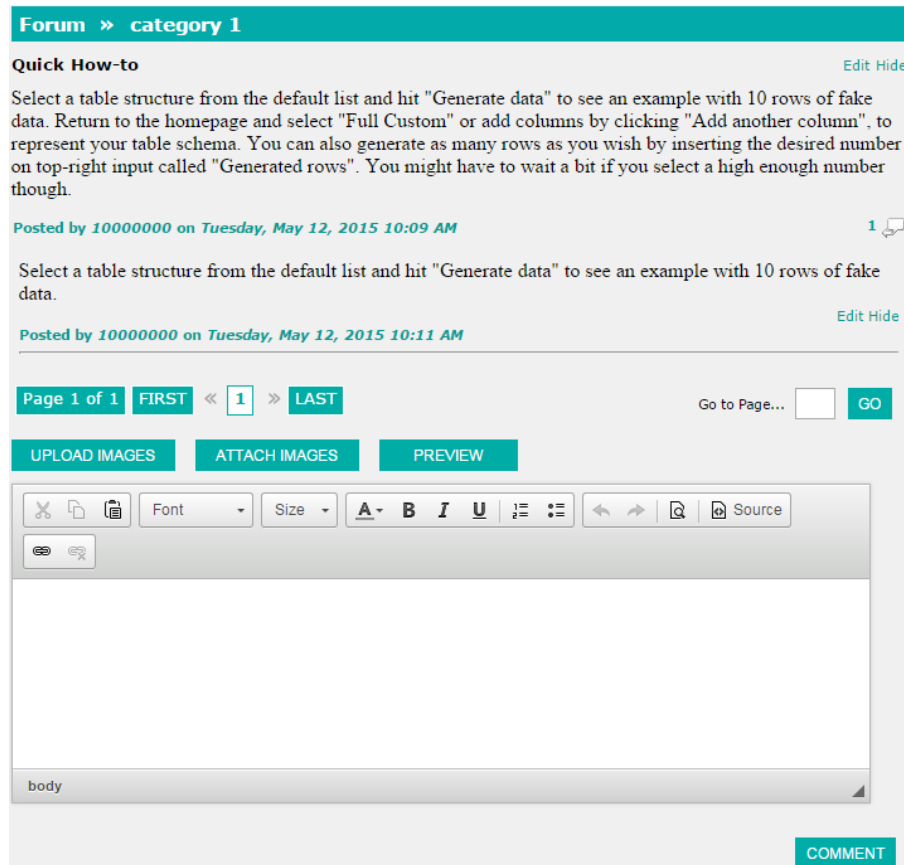 Forum » category 1
Quick How-to
Edit Hide
Select a table structure from the default list and hit "Generate data" to see an example with 10 rows of fake
data. Return to the homepage and select "Full Custom" or add columns by clicking "Add another column", to
represent your table schema. You can also generate as many rows as you wish by inserting the desired number
on top-right input called "Generated rows". You might have to wait a bit if you select a high enough number
though.
Posted by 10000000 on Tuesday, May 12, 2015 10:09 AM
1
Select a table structure from the default list and hit "Generate data" to see an example with 10 rows of fake
data.
Edit Hide
Posted by 10000000 on Tuesday, May 12, 2015 10:11 AM
Page 1 of 1 FIRST « 1 » LAST
Go to Page... GO
UPLOAD IMAGES ATTACH IMAGES PREVIEW
Font Size A B I U Source
body
COMMENT